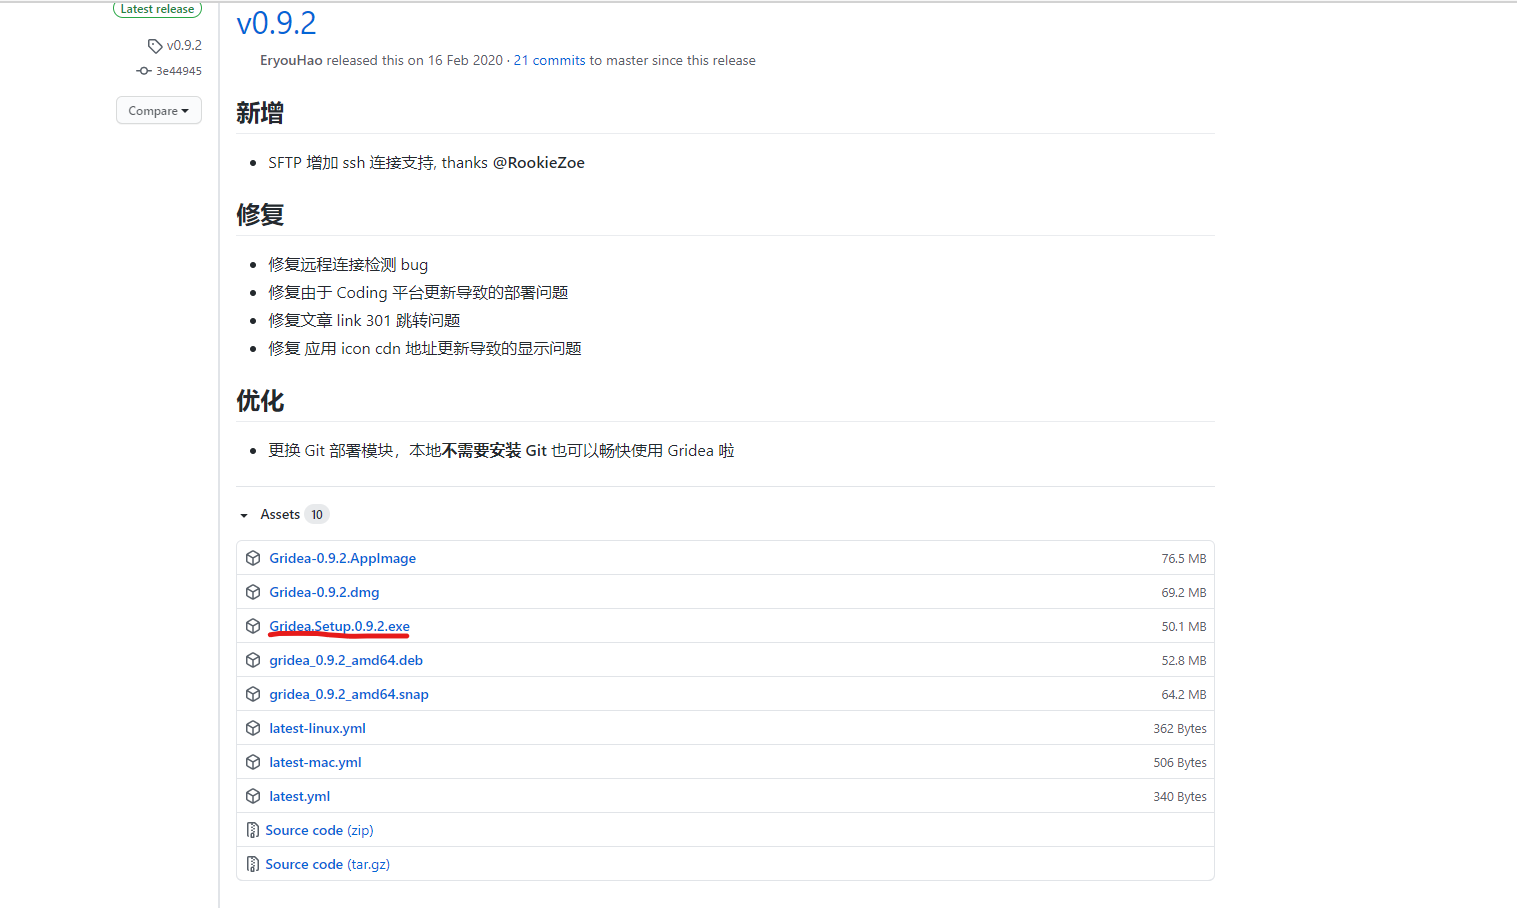 Latest release
v0.9.2
3e44945
Compare
v0.9.2
EryouHao released this on 16 Feb 2020 · 21 commits to master since this release
新增
SFTP 增加 ssh 连接支持, thanks @RookieZoe
修复
修复远程连接检测 bug
修复由于 Coding 平台更新导致的部署问题
修复文章 link 301 跳转问题
修复 应用 icon cdn 地址更新导致的显示问题
优化
更换 Git 部署模块，本地不需要安装 Git 也可以畅快使用 Gridea 啦
Assets 10
Gridea-0.9.2.AppImage 76.5 MB
Gridea-0.9.2.dmg 69.2 MB
Gridea.Setup.0.9.2.exe 50.1 MB
gridea_0.9.2_amd64.deb 52.8 MB
gridea_0.9.2_amd64.snap 64.2 MB
latest-linux.yml 362 Bytes
latest-mac.yml 506 Bytes
latest.yml 340 Bytes
Source code (zip)
Source code (tar.gz)